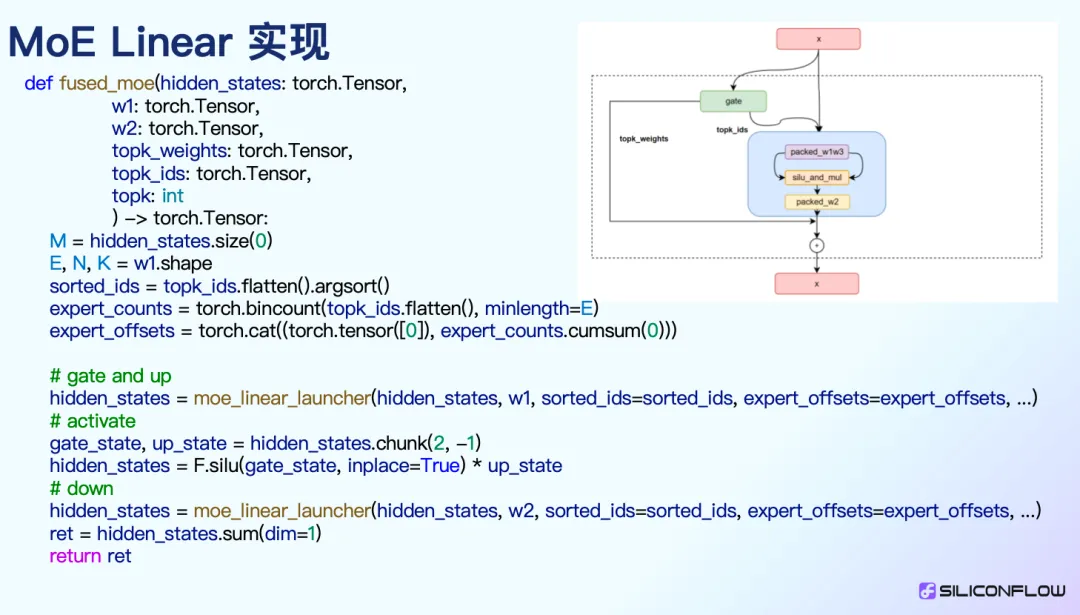 MoE Linear 实现
def fused_moe(hidden_states: torch.Tensor,
w1: torch.Tensor,
w2: torch.Tensor,
topk_weights: torch.Tensor,
topk_ids: torch.Tensor,
topk: int
) -> torch.Tensor:
M = hidden_states.size(0)
E, N, K = w1.shape
sorted_ids = topk_ids.flatten().argsort()
expert_counts = torch.bincount(topk_ids.flatten(), minlength=E)
expert_offsets = torch.cat((torch.tensor([0]), expert_counts.cumsum(0)))
# gate and up
hidden_states = moe_linear_launcher(hidden_states, w1, sorted_ids=sorted_ids, expert_offsets=expert_offsets, ...)
# activate
gate_state, up_state = hidden_states.chunk(2, -1)
hidden_states = F.silu(gate_state, inplace=True) * up_state
# down
hidden_states = moe_linear_launcher(hidden_states, w2, sorted_ids=sorted_ids, expert_offsets=expert_offsets, ...)
ret = hidden_states.sum(dim=1)
return ret
x
gate
topk_weights
topk_ids
packed_w1w3
silu_and_mul
packed_w2
x
SILICONFLOW